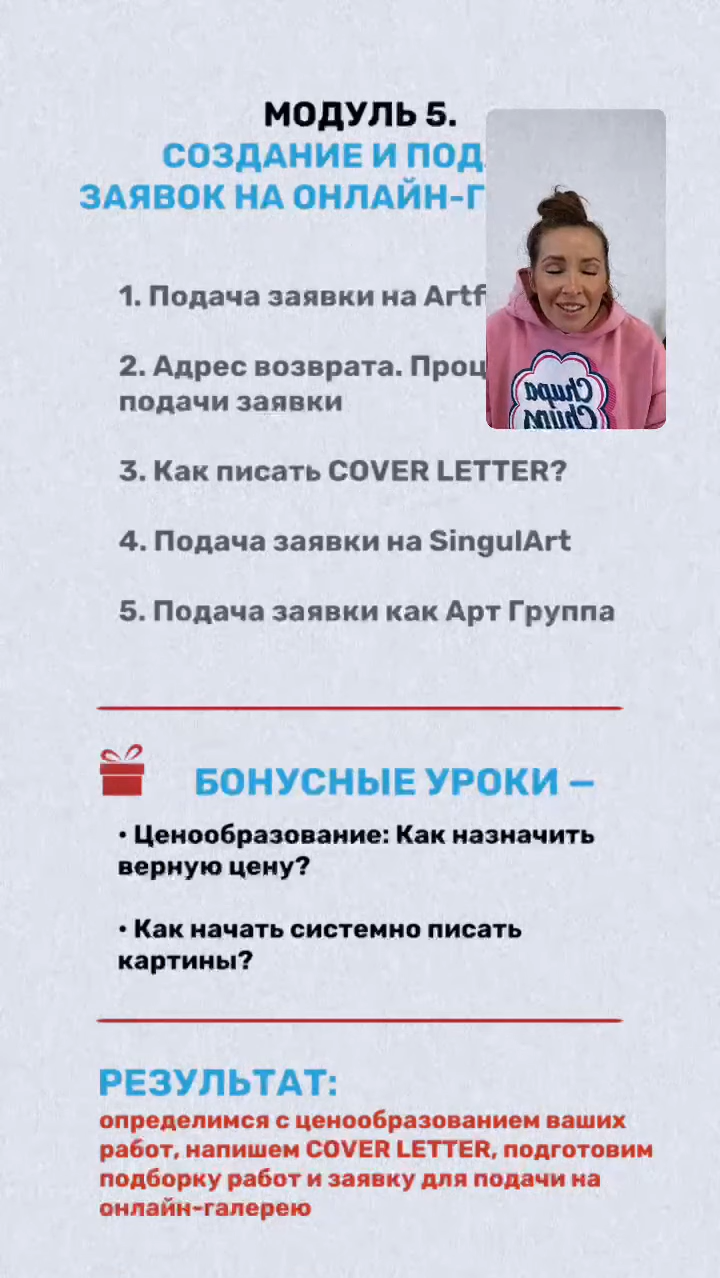 МОДУЛЬ 5.
СОЗДАНИЕ И ПОД
ЗАЯВОК НА ОНЛАЙН-Г
1. Подача заявки на Artf
2. Адрес возврата. Проц
подачи заявки
3. Как писать COVER LETTER?
4. Подача заявки на SingulArt
5. Подача заявки как Арт Группа
БОНУСНЫЕ УРОКИ –
• Ценообразование: Как назначить
верную цену?
• Как начать системно писать
картины?
РЕЗУЛЬТАТ:
определимся с ценообразованием ваших
работ, напишем COVER LETTER, подготовим
подборку работ и заявку для подачи на
онлайн-галерею
Chupa
Chups